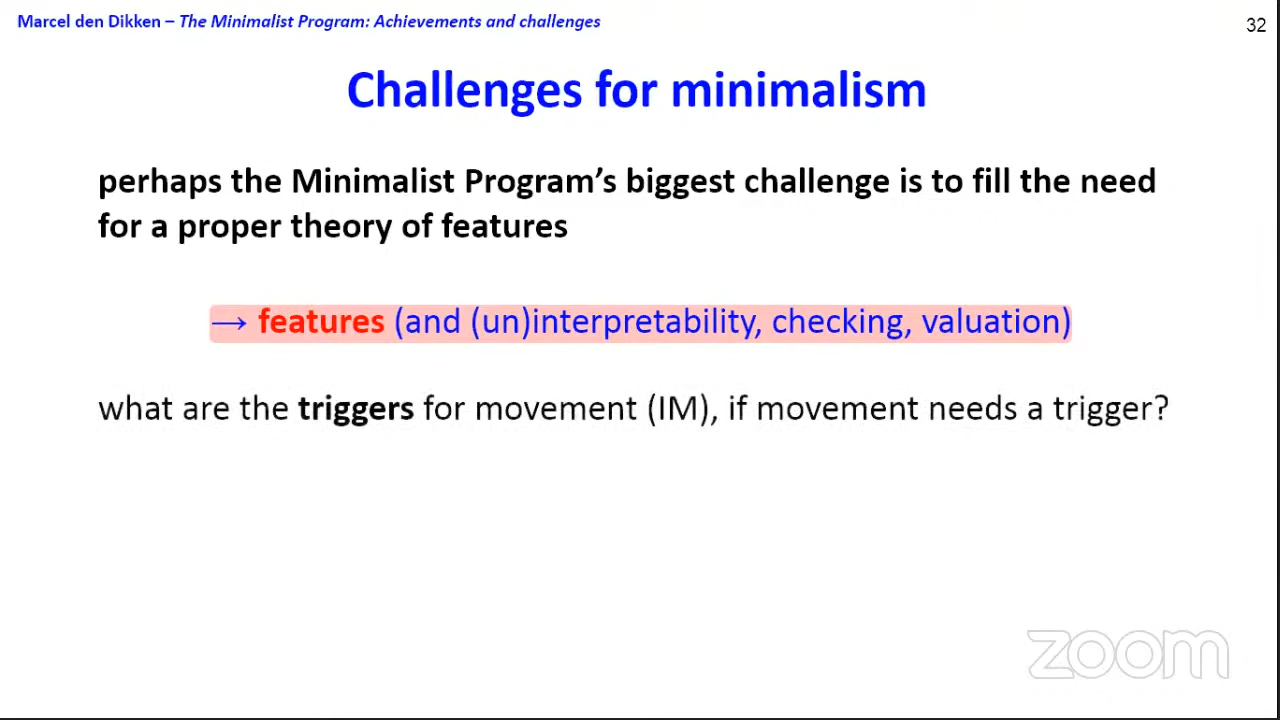 Marcel den Dikken – The Minimalist Program: Achievements and challenges
32
Challenges for minimalism
perhaps the Minimalist Program’s biggest challenge is to fill the need
for a proper theory of features
→ features (and (un)interpretability, checking, valuation)
what are the triggers for movement (IM), if movement needs a trigger?
zoom